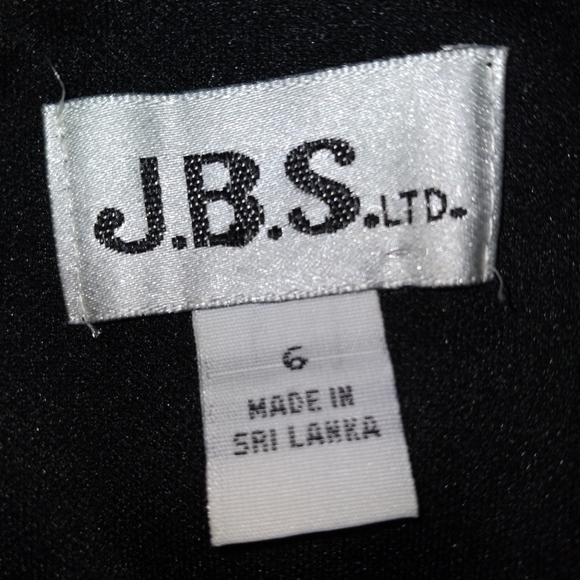 J.B.S.LTD.
6
MADE IN
SRI LANKA